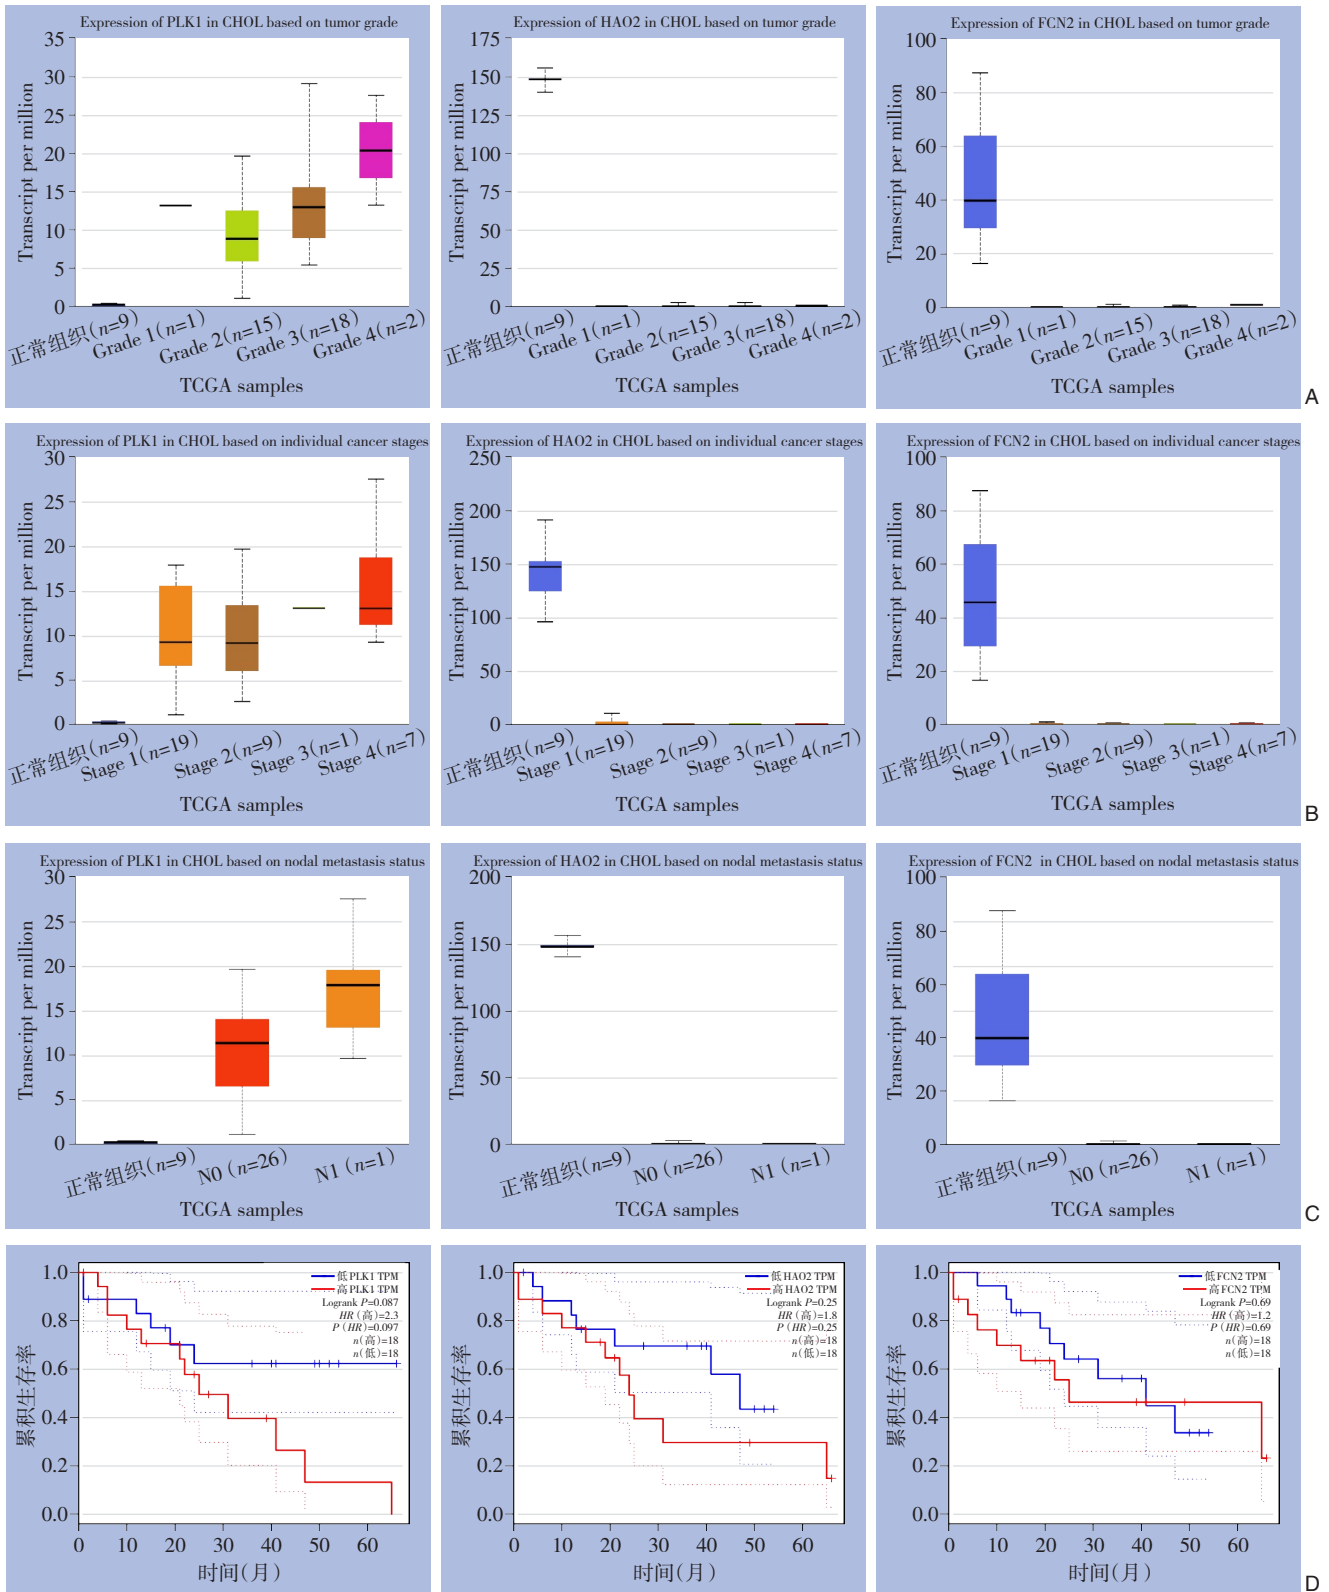 Expression of PLK1 in CHOL based on tumor grade
Transcript per million
35
30
25
20
15
10
5
0
正常组织(n=9)
Grade 1(n=1)
Grade 2(n=15)
Grade 3(n=18)
Grade 4(n=2)
TCGA samples
Expression of HAO2 in CHOL based on tumor grade
Transcript per million
175
150
125
100
75
50
25
0
正常组织(n=9)
Grade 1(n=1)
Grade 2(n=15)
Grade 3(n=18)
Grade 4(n=2)
TCGA samples
Expression of FCN2 in CHOL based on tumor grade
Transcript per million
100
80
60
40
20
0
正常组织(n=9)
Grade 1(n=1)
Grade 2(n=15)
Grade 3(n=18)
Grade 4(n=2)
TCGA samples
A
Expression of PLK1 in CHOL based on individual cancer stages
Transcript per million
30
25
20
15
10
5
0
正常组织(n=9)
Stage 1(n=19)
Stage 2(n=9)
Stage 3(n=1)
Stage 4(n=7)
TCGA samples
Expression of HAO2 in CHOL based on individual cancer stages
Transcript per million
250
200
150
100
50
0
正常组织(n=9)
Stage 1(n=19)
Stage 2(n=9)
Stage 3(n=1)
Stage 4(n=7)
TCGA samples
Expression of FCN2 in CHOL based on individual cancer stages
Transcript per million
100
80
60
40
20
0
正常组织(n=9)
Stage 1(n=19)
Stage 2(n=9)
Stage 3(n=1)
Stage 4(n=7)
TCGA samples
B
Expression of PLK1 in CHOL based on nodal metastasis status
Transcript per million
30
25
20
15
10
5
0
正常组织(n=9)
N0 (n=26)
N1 (n=1)
TCGA samples
Expression of HAO2 in CHOL based on nodal metastasis status
Transcript per million
200
150
100
50
0
正常组织(n=9)
N0 (n=26)
N1 (n=1)
TCGA samples
Expression of FCN2 in CHOL based on nodal metastasis status
Transcript per million
100
80
60
40
20
0
正常组织(n=9)
N0 (n=26)
N1 (n=1)
TCGA samples
C
累积生存率
1.0
0.8
0.6
0.4
0.2
0.0
低 PLK1 TPM
高 PLK1 TPM
Logrank P=0.087
HR (高)=2.3
P (HR)=0.097
n(高)=18
n(低)=18
0 10 20 30 40 50 60
时间(月)
累积生存率
1.0
0.8
0.6
0.4
0.2
0.0
低 HAO2 TPM
高 HAO2 TPM
Logrank P=0.25
HR (高)=1.8
P (HR)=0.25
n(高)=18
n(低)=18
0 10 20 30 40 50 60
时间(月)
累积生存率
1.0
0.8
0.6
0.4
0.2
0.0
低 FCN2 TPM
高 FCN2 TPM
Logrank P=0.69
HR (高)=1.2
P (HR)=0.69
n(高)=18
n(低)=18
0 10 20 30 40 50 60
时间(月)
D